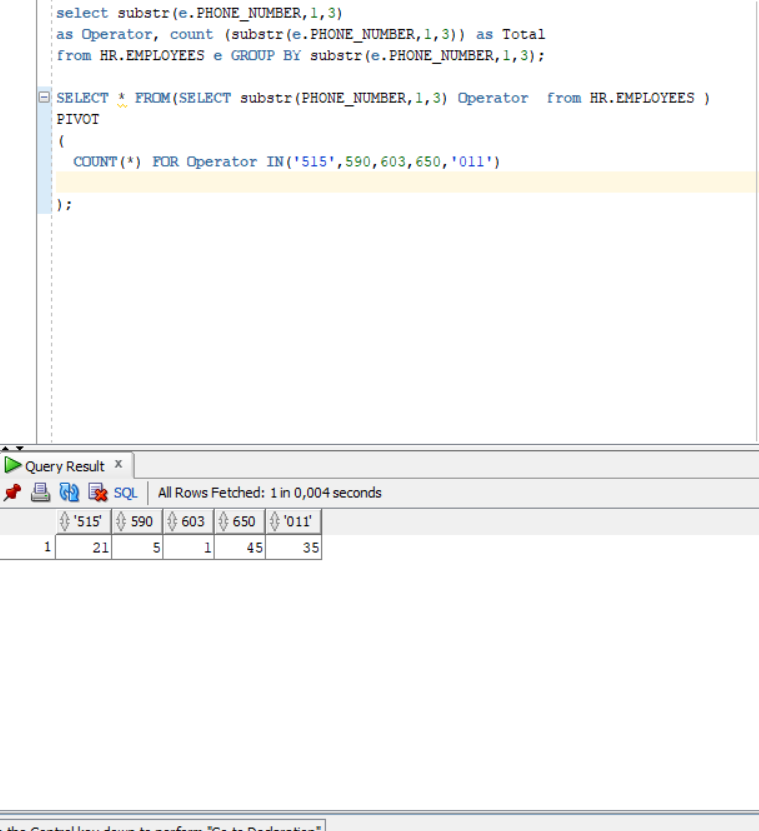 select substr(e.PHONE_NUMBER,1,3)
as Operator, count (substr(e.PHONE_NUMBER,1,3)) as Total
from HR.EMPLOYEES e GROUP BY substr(e.PHONE_NUMBER,1,3);
SELECT * FROM(SELECT substr(PHONE_NUMBER,1,3) Operator  from HR.EMPLOYEES )
PIVOT
(
COUNT(*) FOR Operator IN('515',590,603,650,'011')
);
Query Result x
SQL All Rows Fetched: 1 in 0,004 seconds
'515' 590 603 650 '011'
1 21 5 1 45 35
the Control key down to perform "Go to Declaration"